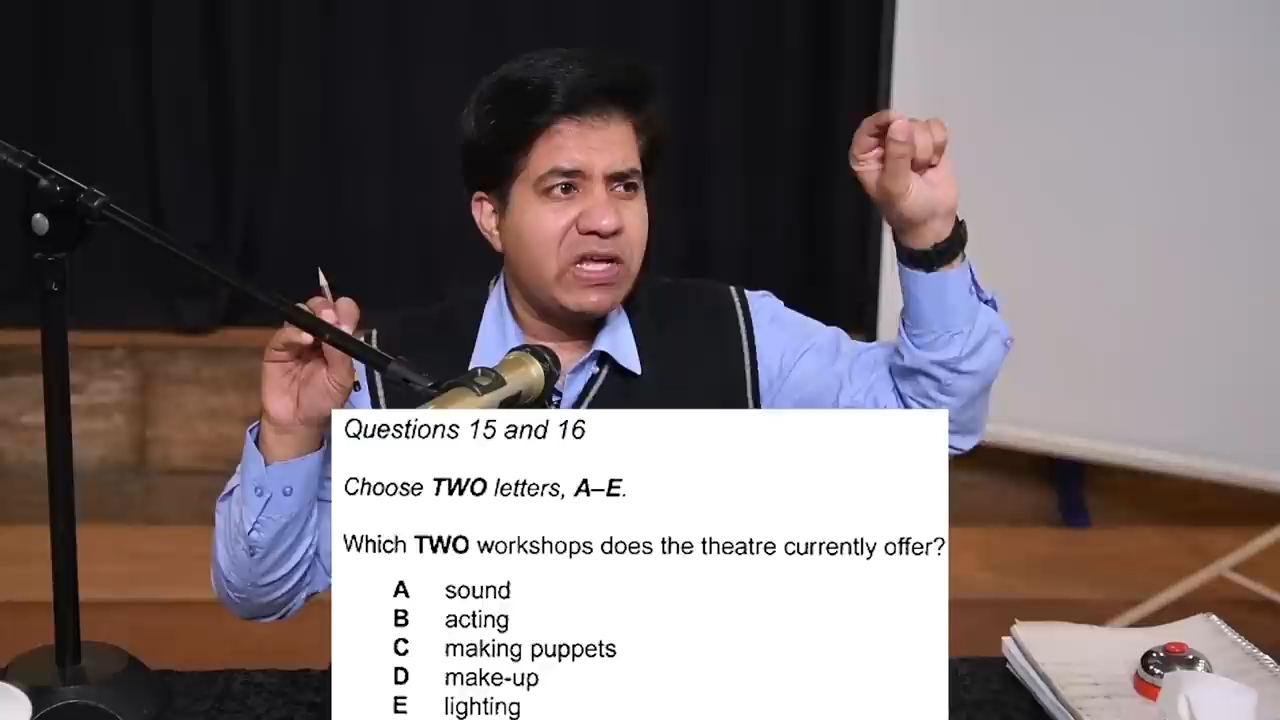 Questions 15 and 16
Choose TWO letters, A–E.
Which TWO workshops does the theatre currently offer?
A sound
B acting
C making puppets
D make-up
E lighting